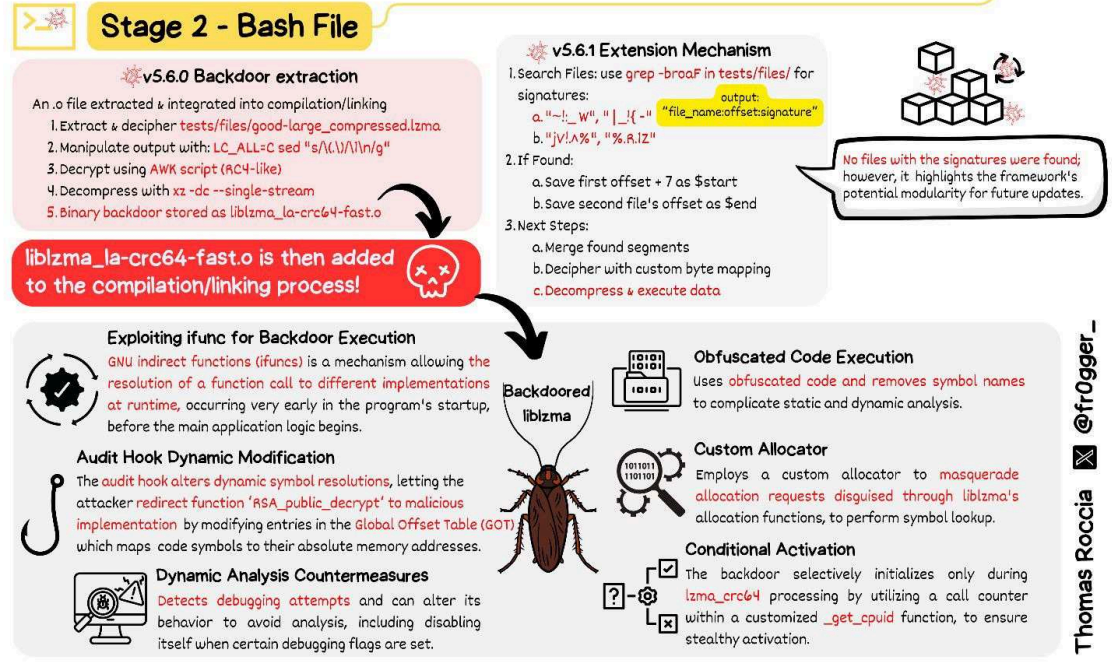 >_
Stage 2 - Bash File
v5.6.0 Backdoor extraction
An .o file extracted & integrated into compilation/linking
1. Extract & decipher tests/files/good-large_compressed.lzma
2. Manipulate output with: LC_ALL=C sed "s/\(.\)/\1\n/g"
3. Decrypt using AWK script (RC4-like)
4. Decompress with xz -dc --single-stream
5. Binary backdoor stored as liblzma_la-crc64-fast.o
liblzma_la-crc64-fast.o is then added
to the compilation/linking process!
v5.6.1 Extension Mechanism
1. Search Files: use grep -broaF in tests/files/ for
signatures:
a. "~!:_ W", "|_!{ -"
b. "jV!.^%", "%.R.1Z"
output:
"file_name:offset:signature"
2. If Found:
a. Save first offset + 7 as $start
b. Save second file's offset as $end
3. Next Steps:
a. Merge found segments
b. Decipher with custom byte mapping
c. Decompress & execute data
No files with the signatures were found;
however, it highlights the framework's
potential modularity for future updates.
Exploiting ifunc for Backdoor Execution
GNU indirect functions (ifuncs) is a mechanism allowing the
resolution of a function call to different implementations
at runtime, occurring very early in the program's startup,
before the main application logic begins.
Audit Hook Dynamic Modification
The audit hook alters dynamic symbol resolutions, letting the
attacker redirect function 'RSA_public_decrypt' to malicious
implementation by modifying entries in the Global Offset Table (GOT)
which maps code symbols to their absolute memory addresses.
Dynamic Analysis Countermeasures
Detects debugging attempts and can alter its
behavior to avoid analysis, including disabling
itself when certain debugging flags are set.
Backdoored
liblzma
10101
10101
Obfuscated Code Execution
Uses obfuscated code and removes symbol names
to complicate static and dynamic analysis.
1011011
1101101
Custom Allocator
Employs a custom allocator to masquerade
allocation requests disguised through liblzma's
allocation functions, to perform symbol lookup.
?
Conditional Activation
The backdoor selectively initializes only during
lzma_crc64 processing by utilizing a call counter
within a customized _get_cpuid function, to ensure
stealthy activation.
Thomas Roccia X @fr0gger_